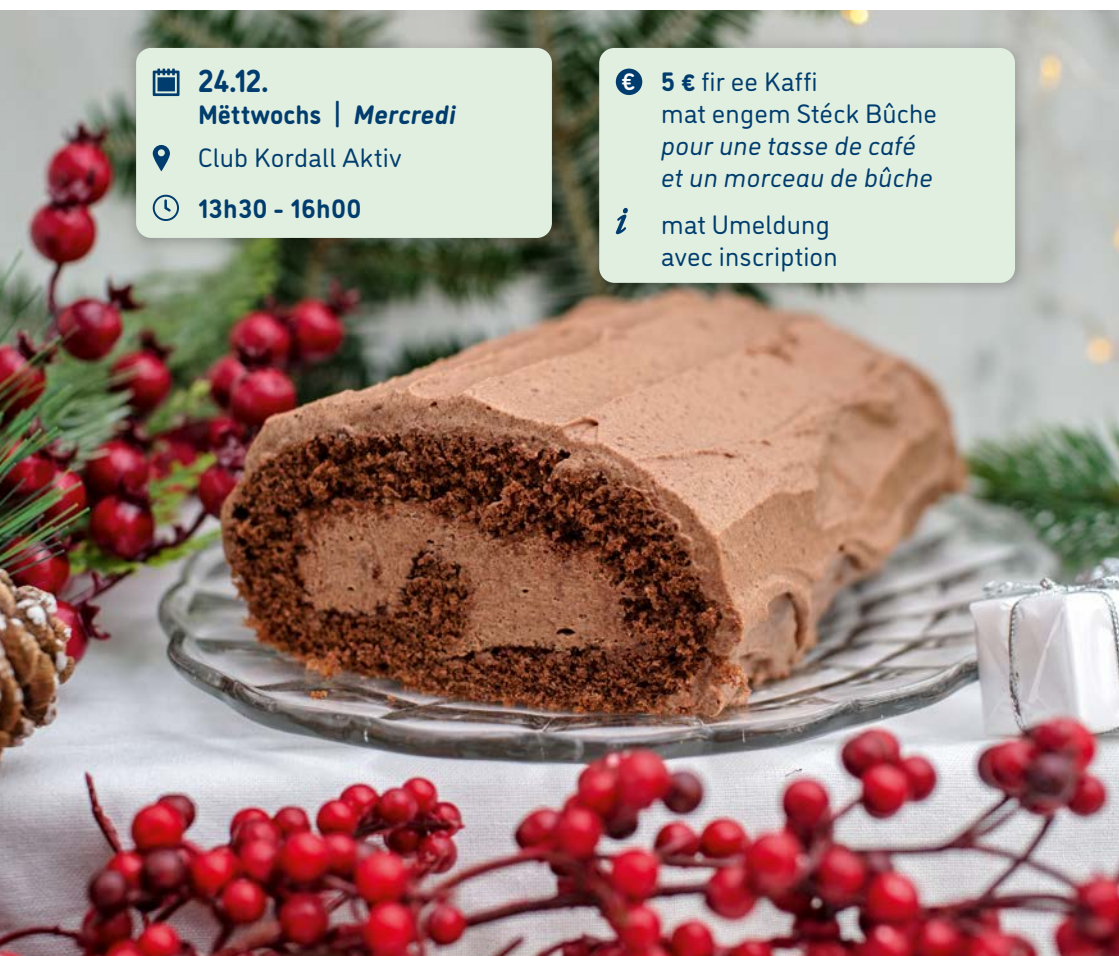 24.12.
Mëttwochs | Mercredi
Club Kordall Aktiv
13h30 - 16h00
5 € fir ee Kaffi
mat engem Stéck Bûche
pour une tasse de café
et un morceau de bûche
mat Umeldung
avec inscription